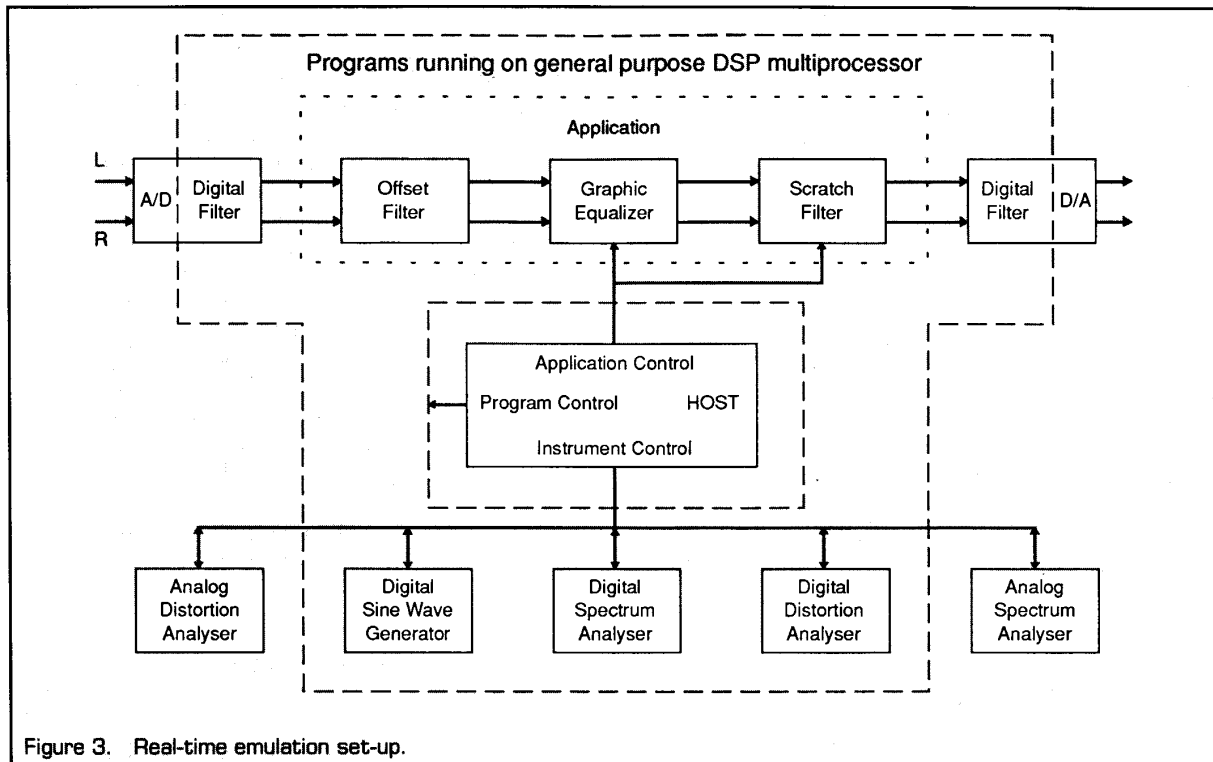 Programs running on general purpose DSP multiprocessor
Application
L
R
A/D
Digital
Filter
Offset
Filter
Graphic
Equalizer
Scratch
Filter
Digital
Filter
D/A
Application Control
Program Control HOST
Instrument Control
Analog
Distortion
Analyser
Digital
Sine Wave
Generator
Digital
Spectrum
Analyser
Digital
Distortion
Analyser
Analog
Spectrum
Analyser
Figure 3. Real-time emulation set-up.